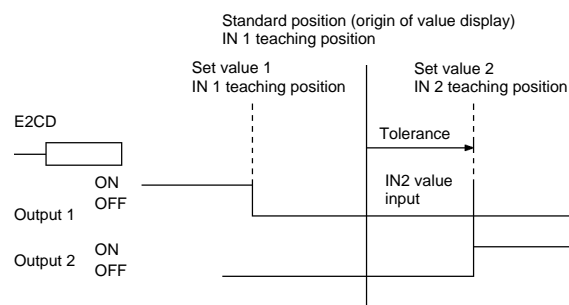 Standard position (origin of value display)
IN 1 teaching position
Set value 1
IN 1 teaching position
Set value 2
IN 2 teaching position
E2CD
Tolerance
ON
OFF
IN2 value
input
Output 1
ON
OFF
Output 2